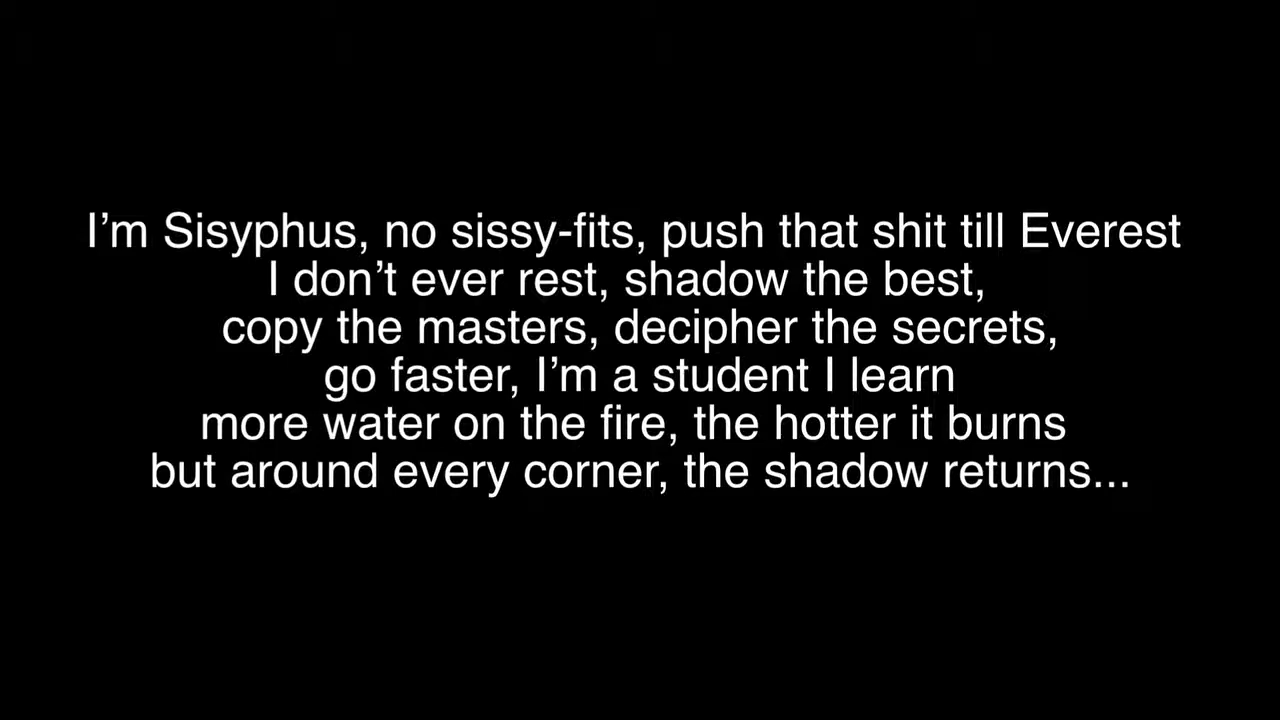 I’m Sisyphus, no sissy-fits, push that shit till Everest
I don’t ever rest, shadow the best,
copy the masters, decipher the secrets,
go faster, I’m a student I learn
more water on the fire, the hotter it burns
but around every corner, the shadow returns...